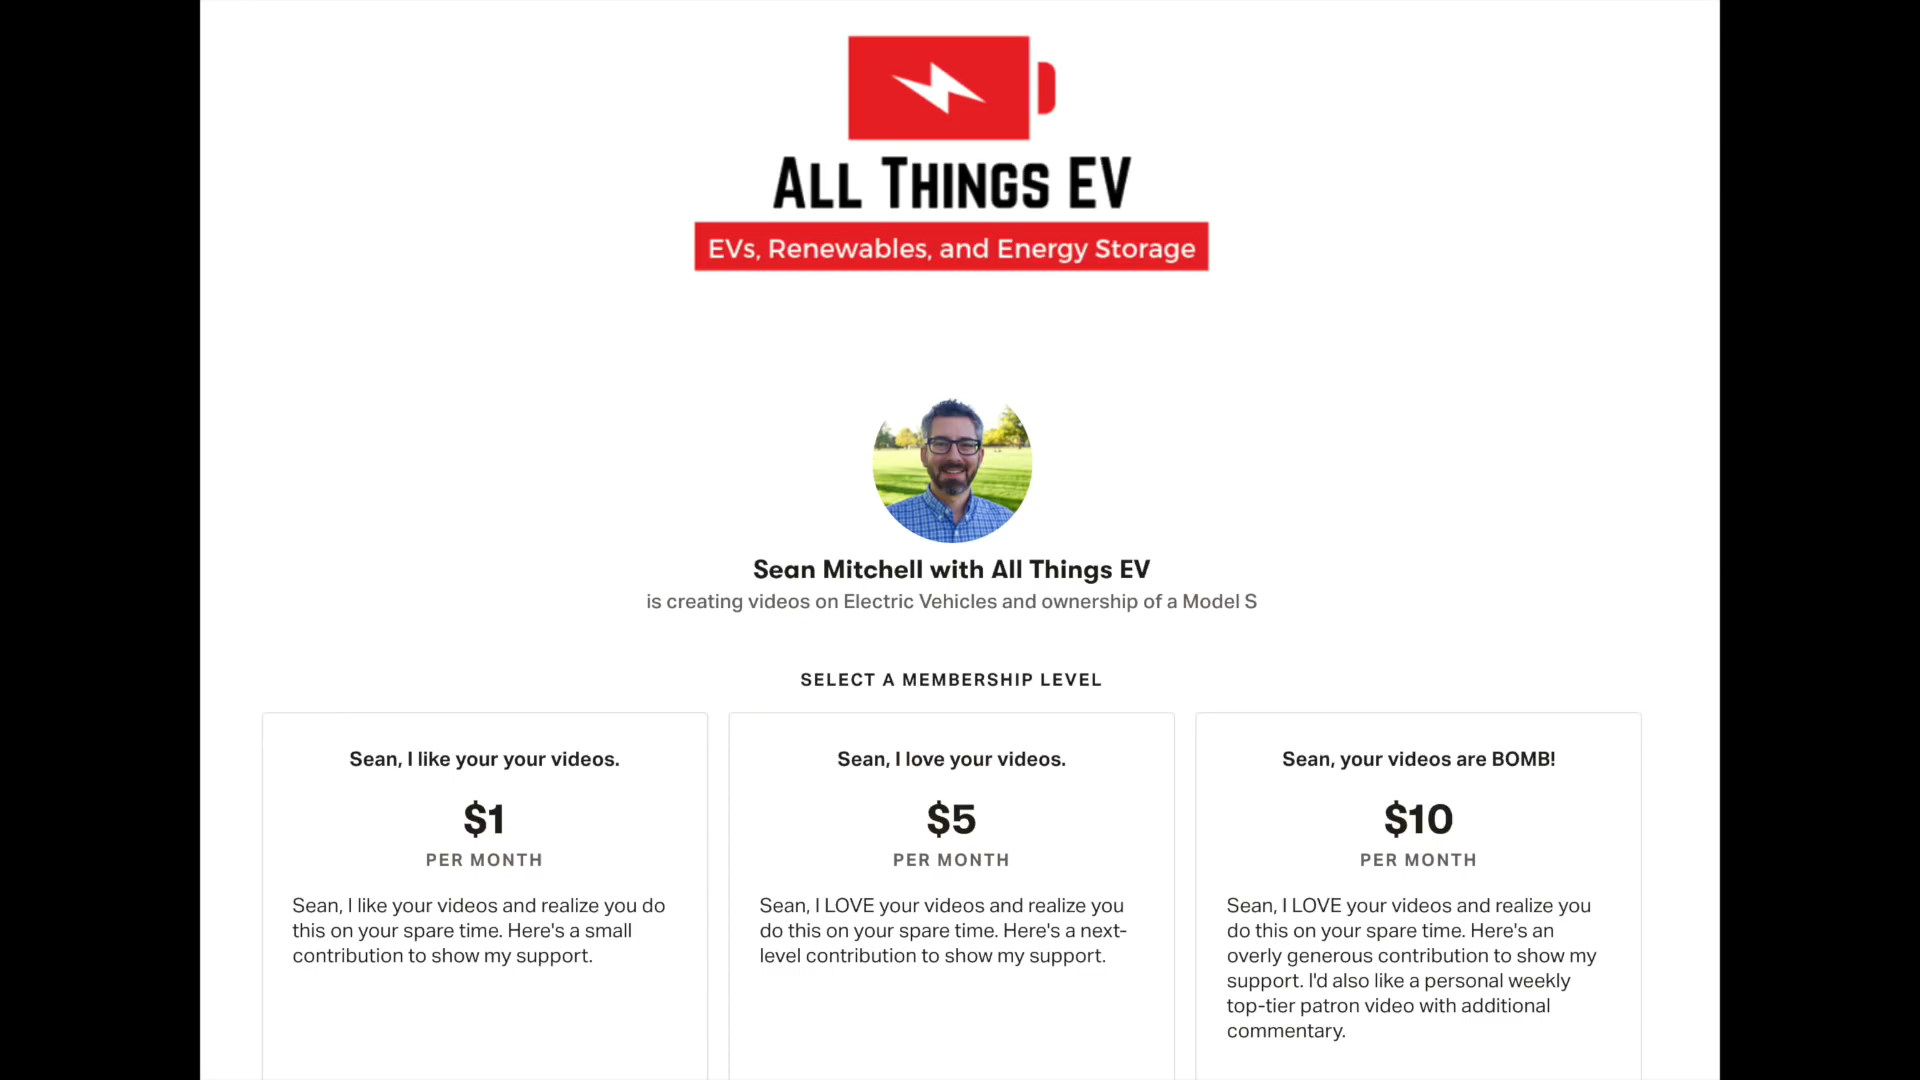 ALL THINGS EV
EVs, Renewables, and Energy Storage
Sean Mitchell with All Things EV
is creating videos on Electric Vehicles and ownership of a Model S
SELECT A MEMBERSHIP LEVEL
Sean, I like your your videos.
$1
PER MONTH
Sean, I like your videos and realize you do
this on your spare time. Here's a small
contribution to show my support.
Sean, I love your videos.
$5
PER MONTH
Sean, I LOVE your videos and realize you
do this on your spare time. Here's a next-
level contribution to show my support.
Sean, your videos are BOMB!
$10
PER MONTH
Sean, I LOVE your videos and realize you
do this on your spare time. Here's an
overly generous contribution to show my
support. I'd also like a personal weekly
top-tier patron video with additional
commentary.